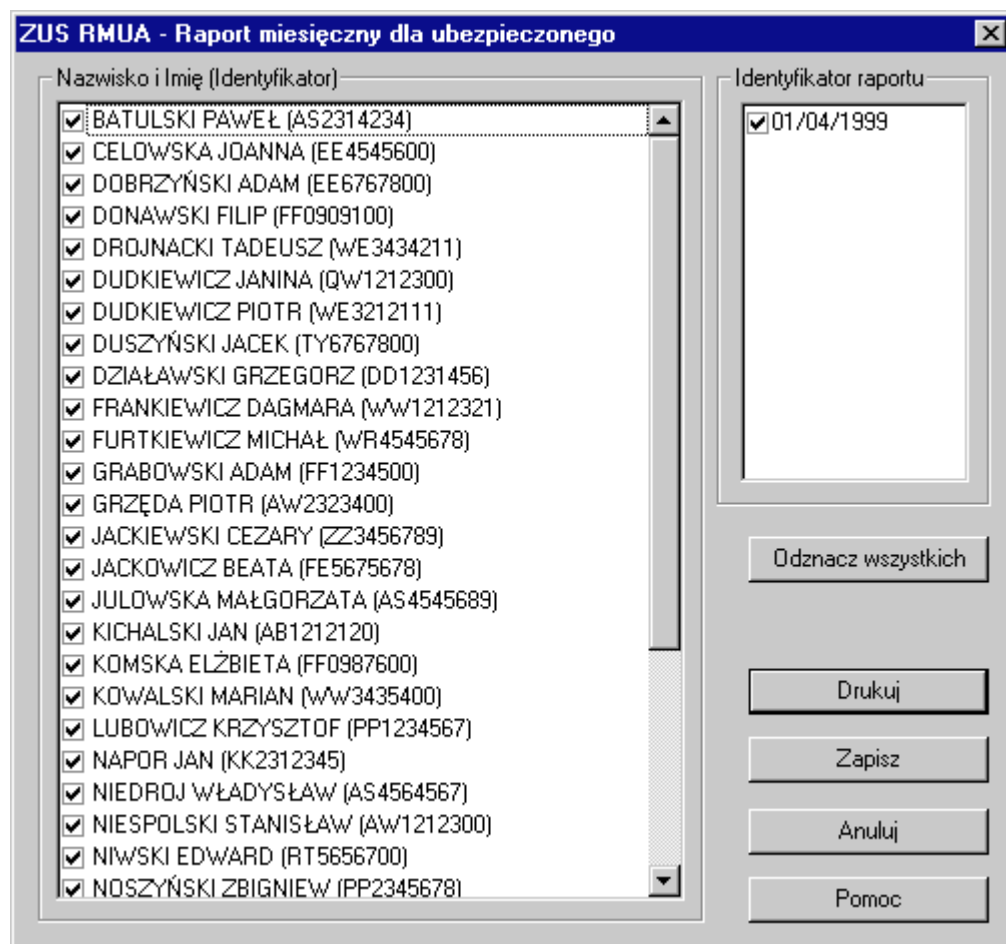 ZUS RMUA - Raport miesięczny dla ubezpieczonego
Nazwisko i Imię (Identyfikator)
BATULSKI PAWEŁ (AS2314234)
CELOWSKA JOANNA (EE4545600)
DOBRZYŃSKI ADAM (EE6767800)
DONAWSKI FILIP (FF0909100)
DROJNACKI TADEUSZ (WE3434211)
DUDKIEWICZ JANINA (QW1212300)
DUDKIEWICZ PIOTR (WE3212111)
DUSZYŃSKI JACEK (TY6767800)
DZIAŁAWSKI GRZEGORZ (DD1231456)
FRANKIEWICZ DAGMARA (WW1212321)
FURTKIEWICZ MICHAŁ (WR4545678)
GRABOWSKI ADAM (FF1234500)
GRZĘDA PIOTR (AW2323400)
JACKIEWSKI CEZARY (ZZ3456789)
JACKOWICZ BEATA (FE5675678)
JULOWSKA MAŁGORZATA (AS4545689)
KICHALSKI JAN (AB1212120)
KOMSKA ELŻBIETA (FF0987600)
KOWALSKI MARIAN (WW3435400)
LUBOWICZ KRZYSZTOF (PP1234567)
NAPOR JAN (KK2312345)
NIEDROJ WŁADYSŁAW (AS4564567)
NIESPOLSKI STANISŁAW (AW1212300)
NIWSKI EDWARD (RT5656700)
NOSZYŃSKI ZBIGNIEW (PP2345678)
Identyfikator raportu
01/04/1999
Odznacz wszystkich
Drukuj
Zapisz
Anuluj
Pomoc